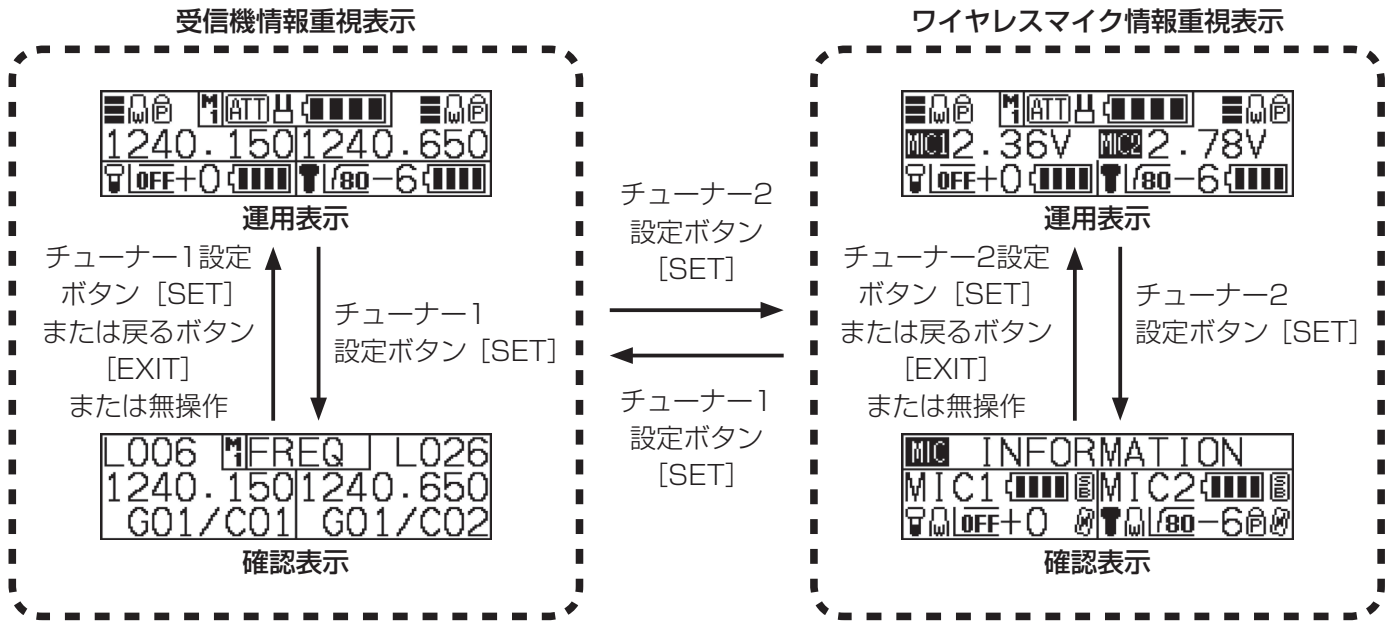 受信機情報重視表示
M1 ATT
1240.150 1240.650
OFF+0 80-6
運用表示
チューナー1設定
ボタン［SET］
または戻るボタン
［EXIT］
または無操作
チューナー1
設定ボタン［SET］
L006 M1 FREQ L026
1240.150 1240.650
G01/C01 G01/C02
確認表示
チューナー2
設定ボタン
［SET］
チューナー1
設定ボタン
［SET］
ワイヤレスマイク情報重視表示
M1 ATT
MIC1 2.36V MIC2 2.78V
OFF+0 80-6
運用表示
チューナー2設定
ボタン［SET］
または戻るボタン
［EXIT］
または無操作
チューナー2
設定ボタン［SET］
MIC INFORMATION
MIC1 MIC2
OFF+0 80-6
確認表示